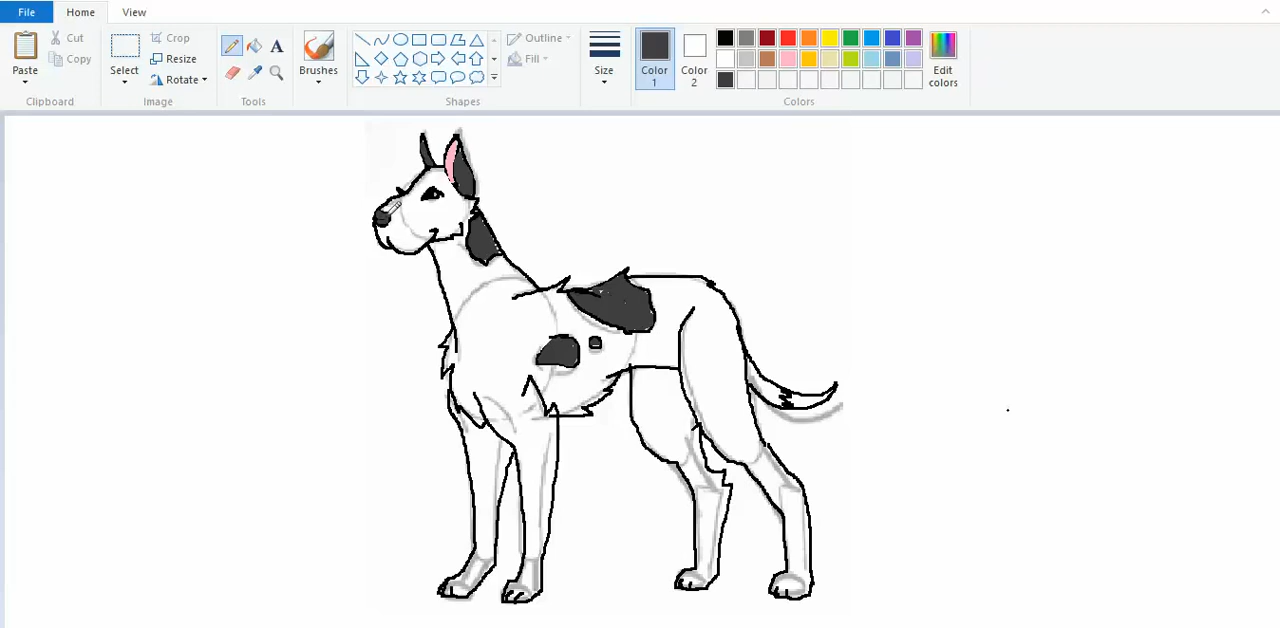 File Home View
Paste Cut Copy
Select Crop Resize Rotate
A
Brushes
Outline Fill
Size
Color 1
Color 2
Edit colors
Clipboard Image Tools Shapes Colors